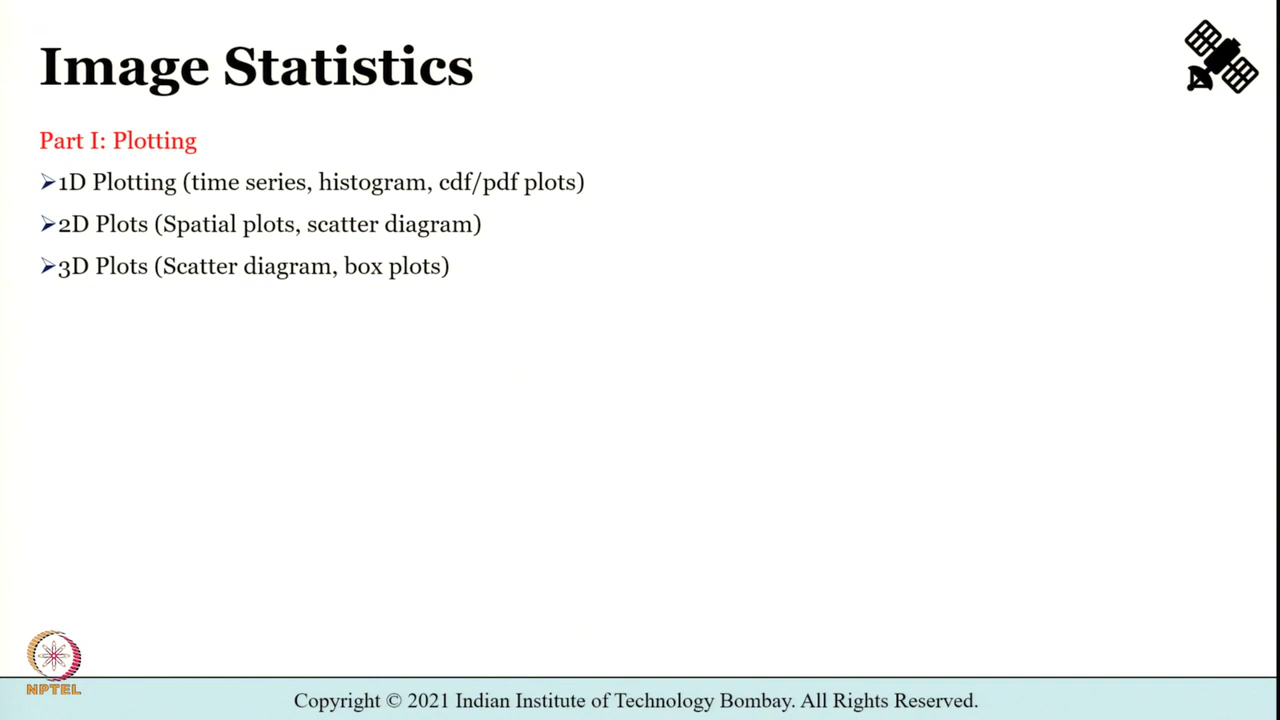 Image Statistics
Part I: Plotting
➢1D Plotting (time series, histogram, cdf/pdf plots)
➢2D Plots (Spatial plots, scatter diagram)
➢3D Plots (Scatter diagram, box plots)
NPTEL
Copyright © 2021 Indian Institute of Technology Bombay. All Rights Reserved.